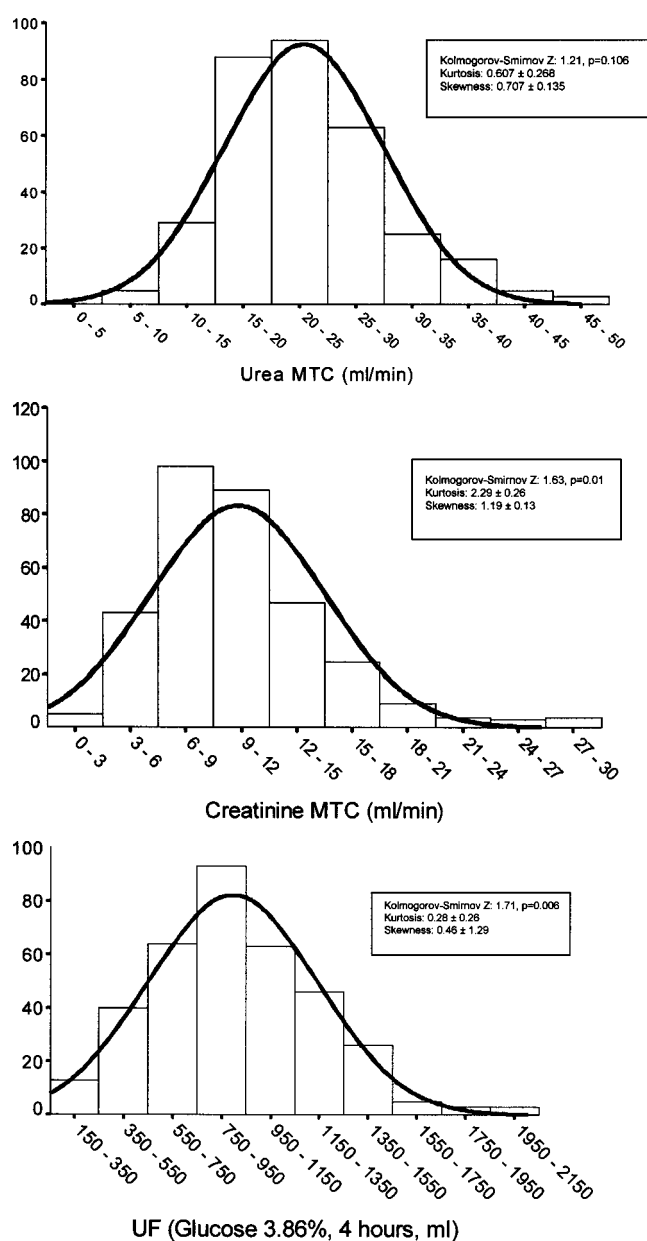 100
80
60
40
20
0
Kolmogorov-Smirnov Z: 1.21, p=0.106
Kurtosis: 0.607 ± 0.268
Skewness: 0.707 ± 0.135
0 - 5
5 - 10
10 - 15
15 - 20
20 - 25
25 - 30
30 - 35
35 - 40
40 - 45
45 - 50
Urea MTC (ml/min)
120
100
80
60
40
20
0
Kolmogorov-Smirnov Z: 1.63, p=0.01
Kurtosis: 2.29 ± 0.26
Skewness: 1.19 ± 0.13
0 - 3
3 - 6
6 - 9
9 - 12
12 - 15
15 - 18
18 - 21
21 - 24
24 - 27
27 - 30
Creatinine MTC (ml/min)
100
80
60
40
20
0
Kolmogorov-Smirnov Z: 1.71, p=0.006
Kurtosis: 0.28 ± 0.26
Skewness: 0.46 ± 1.29
150 - 350
350 - 550
550 - 750
750 - 950
950 - 1150
1150 - 1350
1350 - 1550
1550 - 1750
1750 - 1950
1950 - 2150
UF (Glucose 3.86%, 4 hours, ml)